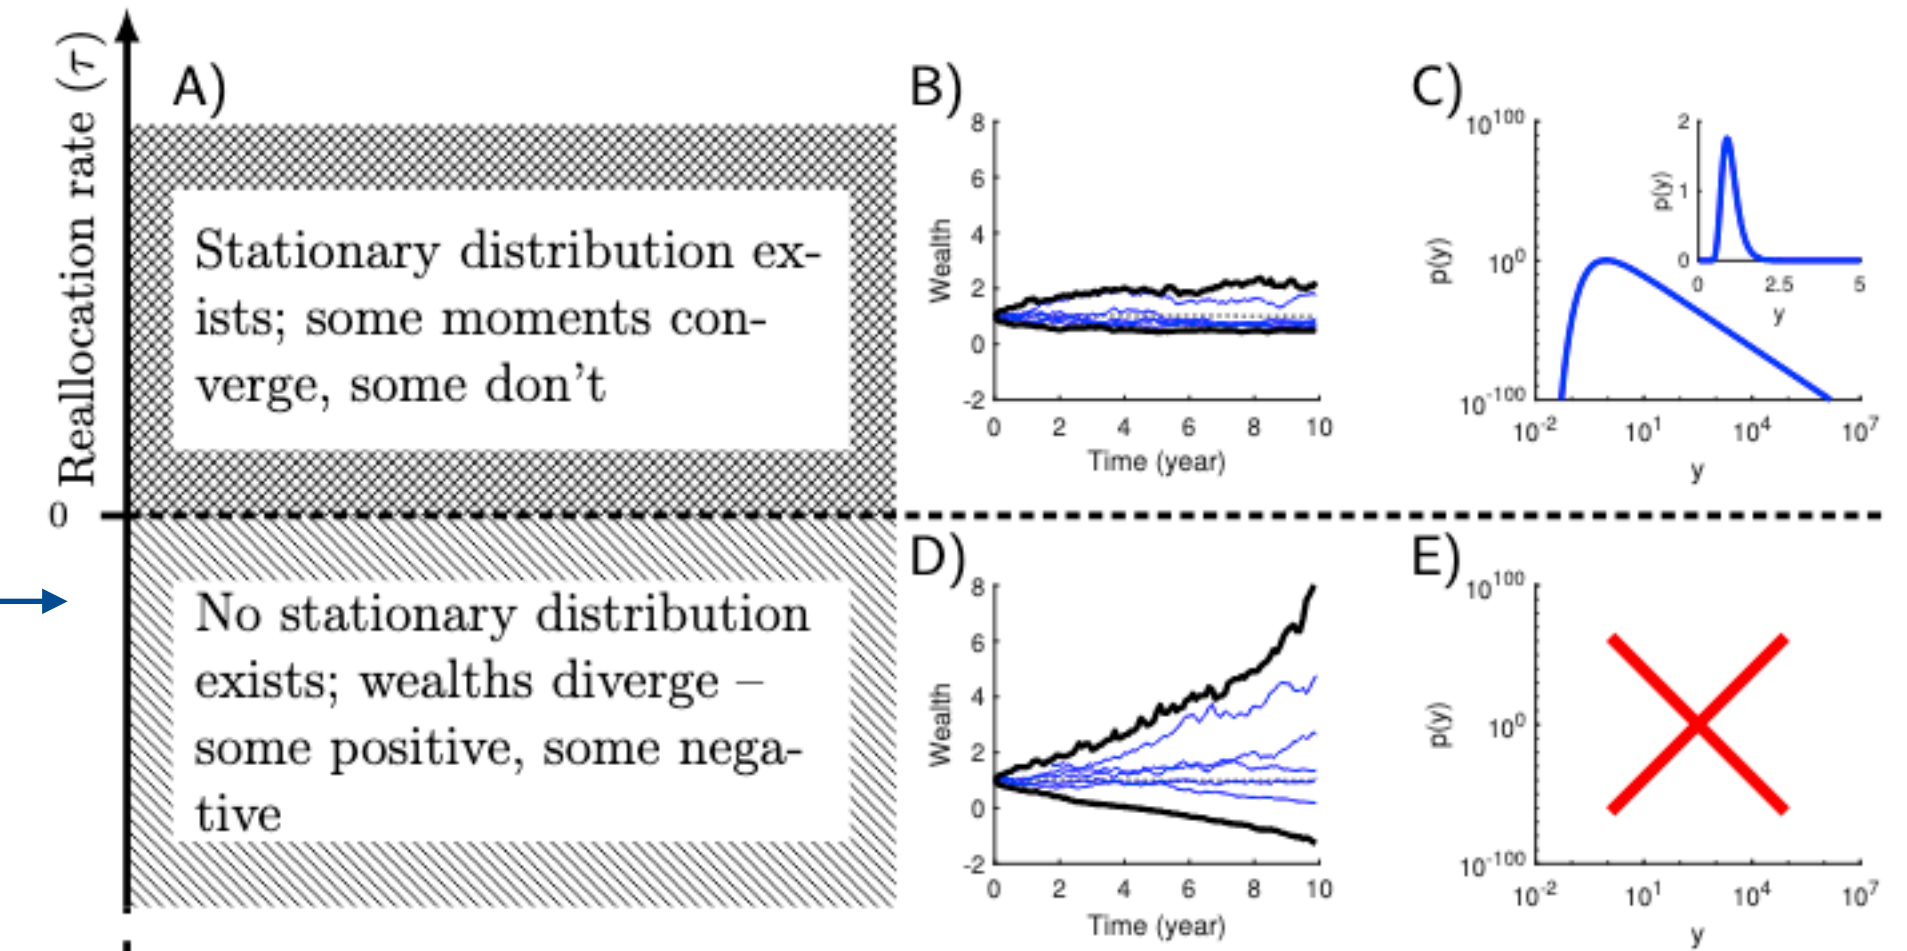 Reallocation rate (τ)
0
A)
Stationary distribution ex-
ists; some moments con-
verge, some don't
No stationary distribution
exists; wealths diverge –
some positive, some nega-
tive
B)
Wealth
8
6
4
2
0
-2
0 2 4 6 8 10
Time (year)
C)
p(y)
10^100
10^0
10^-100
10^-2 10^1 10^4 10^7
y
p(y)
2
1
0
0 2.5 5
y
D)
Wealth
8
6
4
2
0
-2
0 2 4 6 8 10
Time (year)
E)
p(y)
10^100
10^0
10^-100
10^-2 10^1 10^4 10^7
y